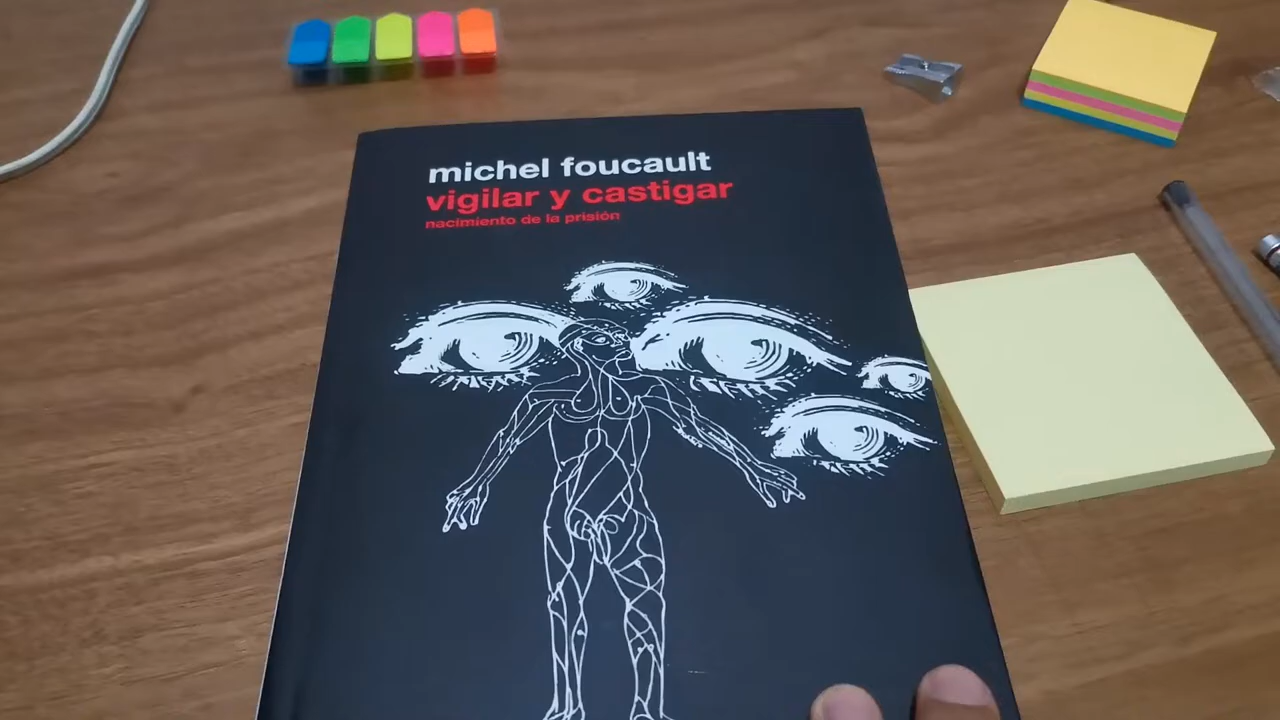 michel foucault
vigilar y castigar
nacimiento de la prisión